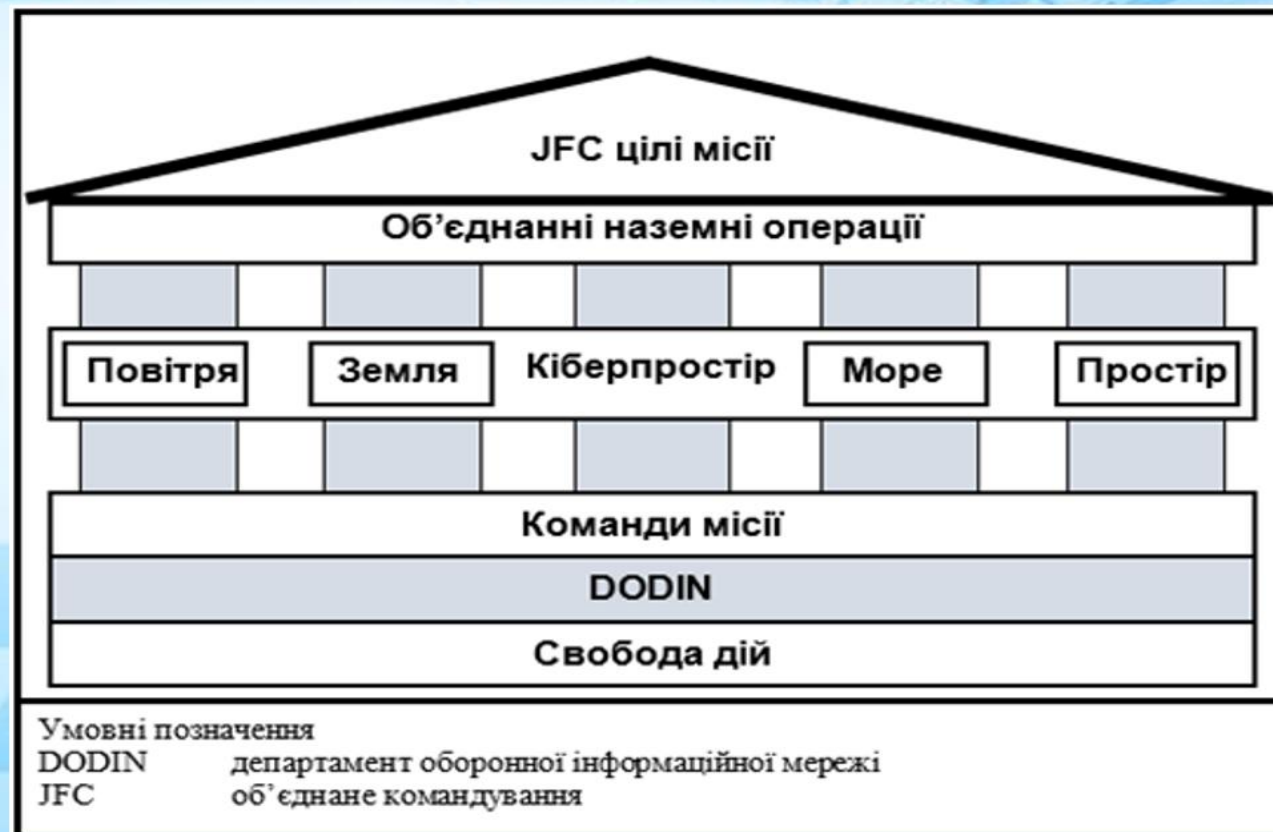 JFC цілі місії
Об’єднанні наземні операції
Повітря Земля Кіберпростір Море Простір
Команди місії
DODIN
Свобода дій
Умовні позначення
DODIN департамент оборонної інформаційної мережі
JFC об’єднане командування